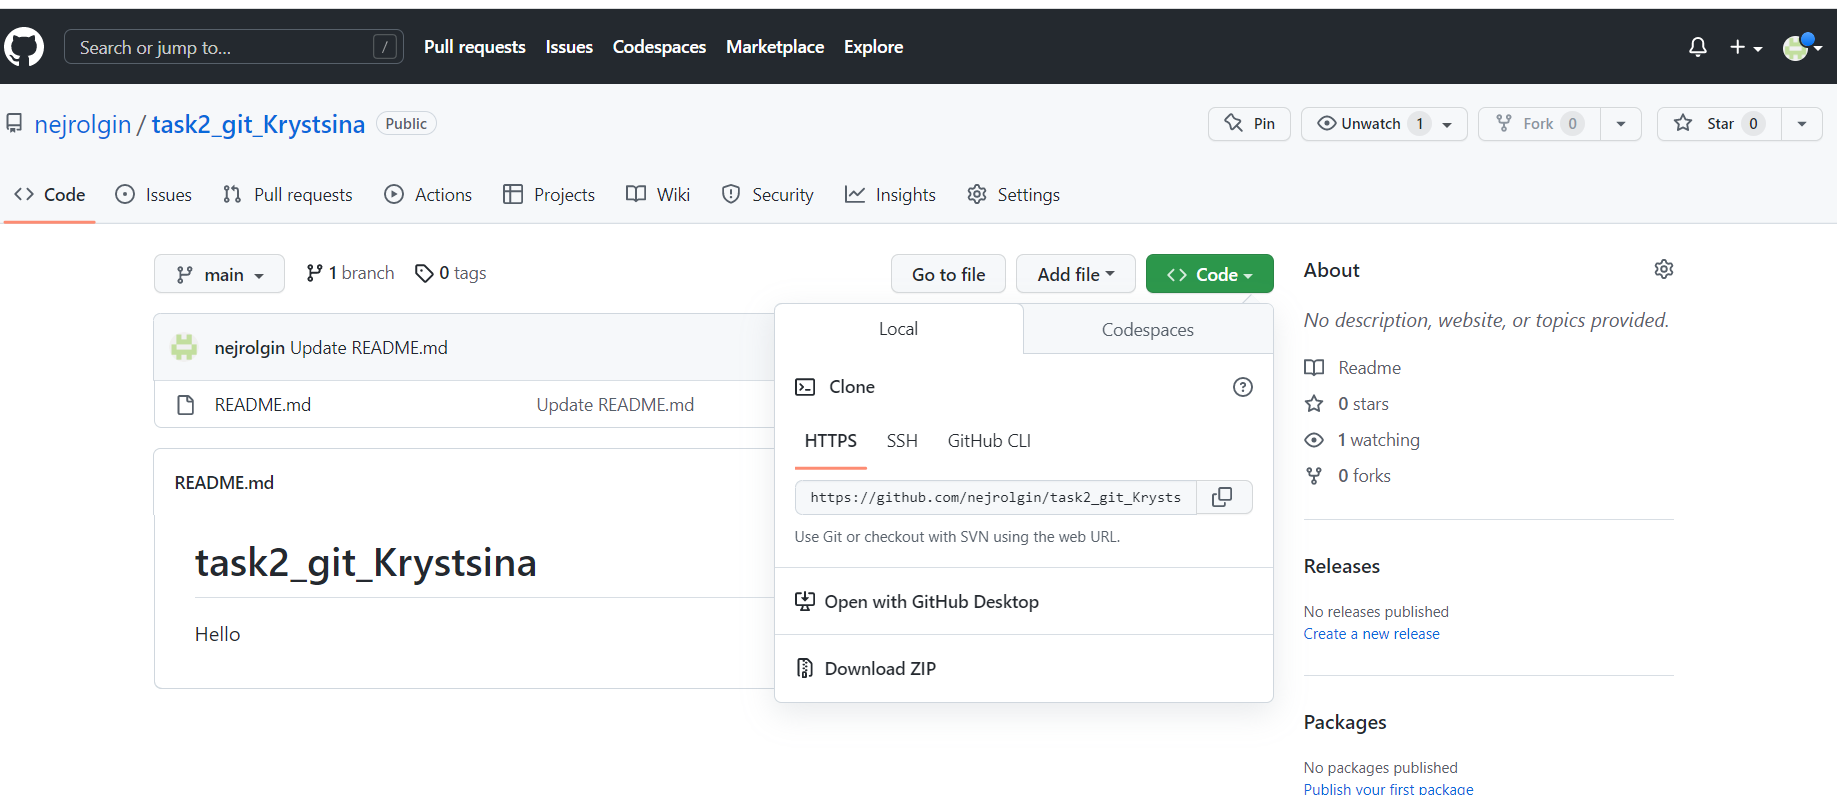 Search or jump to... /
Pull requests Issues Codespaces Marketplace Explore
nejrolgin / task2_git_Krystsina Public
Pin Unwatch 1 Fork 0 Star 0
Code Issues Pull requests Actions Projects Wiki Security Insights Settings
main 1 branch 0 tags Go to file Add file Code
nejrolgin Update README.md
README.md Update README.md
README.md
task2_git_Krystsina
Hello
Local Codespaces
Clone
HTTPS SSH GitHub CLI
https://github.com/nejrolgin/task2_git_Krysts
Use Git or checkout with SVN using the web URL.
Open with GitHub Desktop
Download ZIP
About
No description, website, or topics provided.
Readme
0 stars
1 watching
0 forks
Releases
No releases published
Create a new release
Packages
No packages published
Publish your first package